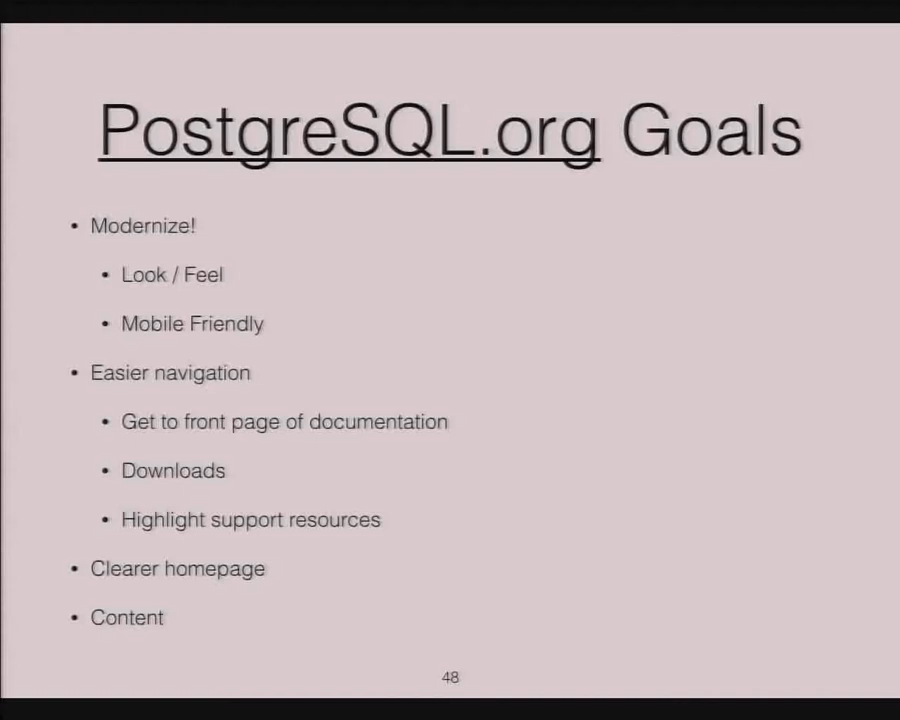 PostgreSQL.org Goals
• Modernize!
• Look / Feel
• Mobile Friendly
• Easier navigation
• Get to front page of documentation
• Downloads
• Highlight support resources
• Clearer homepage
• Content
48